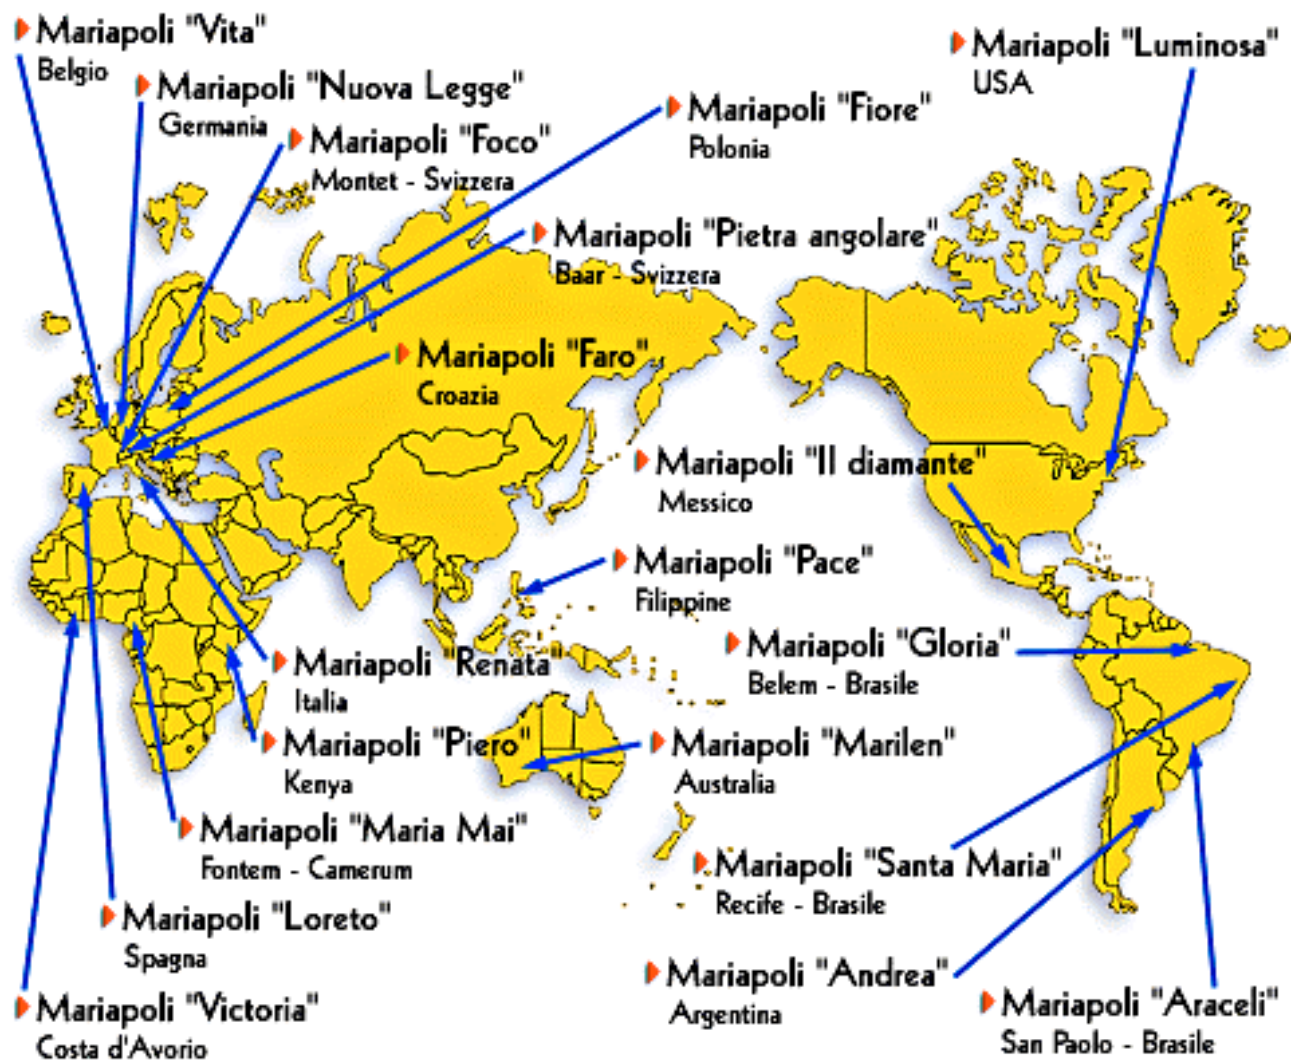 Mariapoli "Vita"
Belgio
Mariapoli "Luminosa"
USA
Mariapoli "Nuova Legge"
Germania
Mariapoli "Fiore"
Polonia
Mariapoli "Foco"
Montet - Svizzera
Mariapoli "Pietra angolare"
Baar - Svizzera
Mariapoli "Faro"
Croazia
Mariapoli "Il diamante"
Messico
Mariapoli "Pace"
Filippine
Mariapoli "Gloria"
Belem - Brasile
Mariapoli "Renata"
Italia
Mariapoli "Piero"
Kenya
Mariapoli "Marilen"
Australia
Mariapoli "Maria Mai"
Fontem - Camerum
Mariapoli "Santa Maria"
Recife - Brasile
Mariapoli "Loreto"
Spagna
Mariapoli "Andrea"
Argentina
Mariapoli "Victoria"
Costa d'Avorio
Mariapoli "Araceli"
San Paolo - Brasile